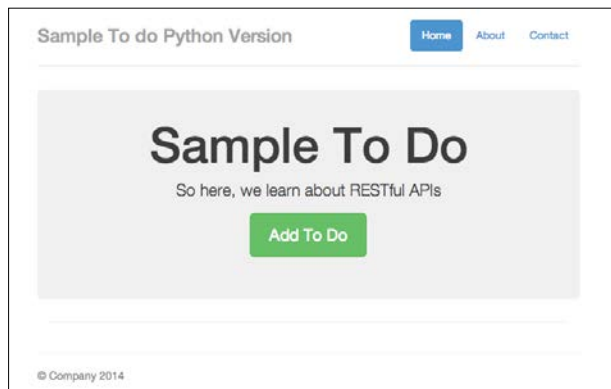 Sample To do Python Version
Home About Contact
Sample To Do
So here, we learn about RESTful APIs
Add To Do
© Company 2014